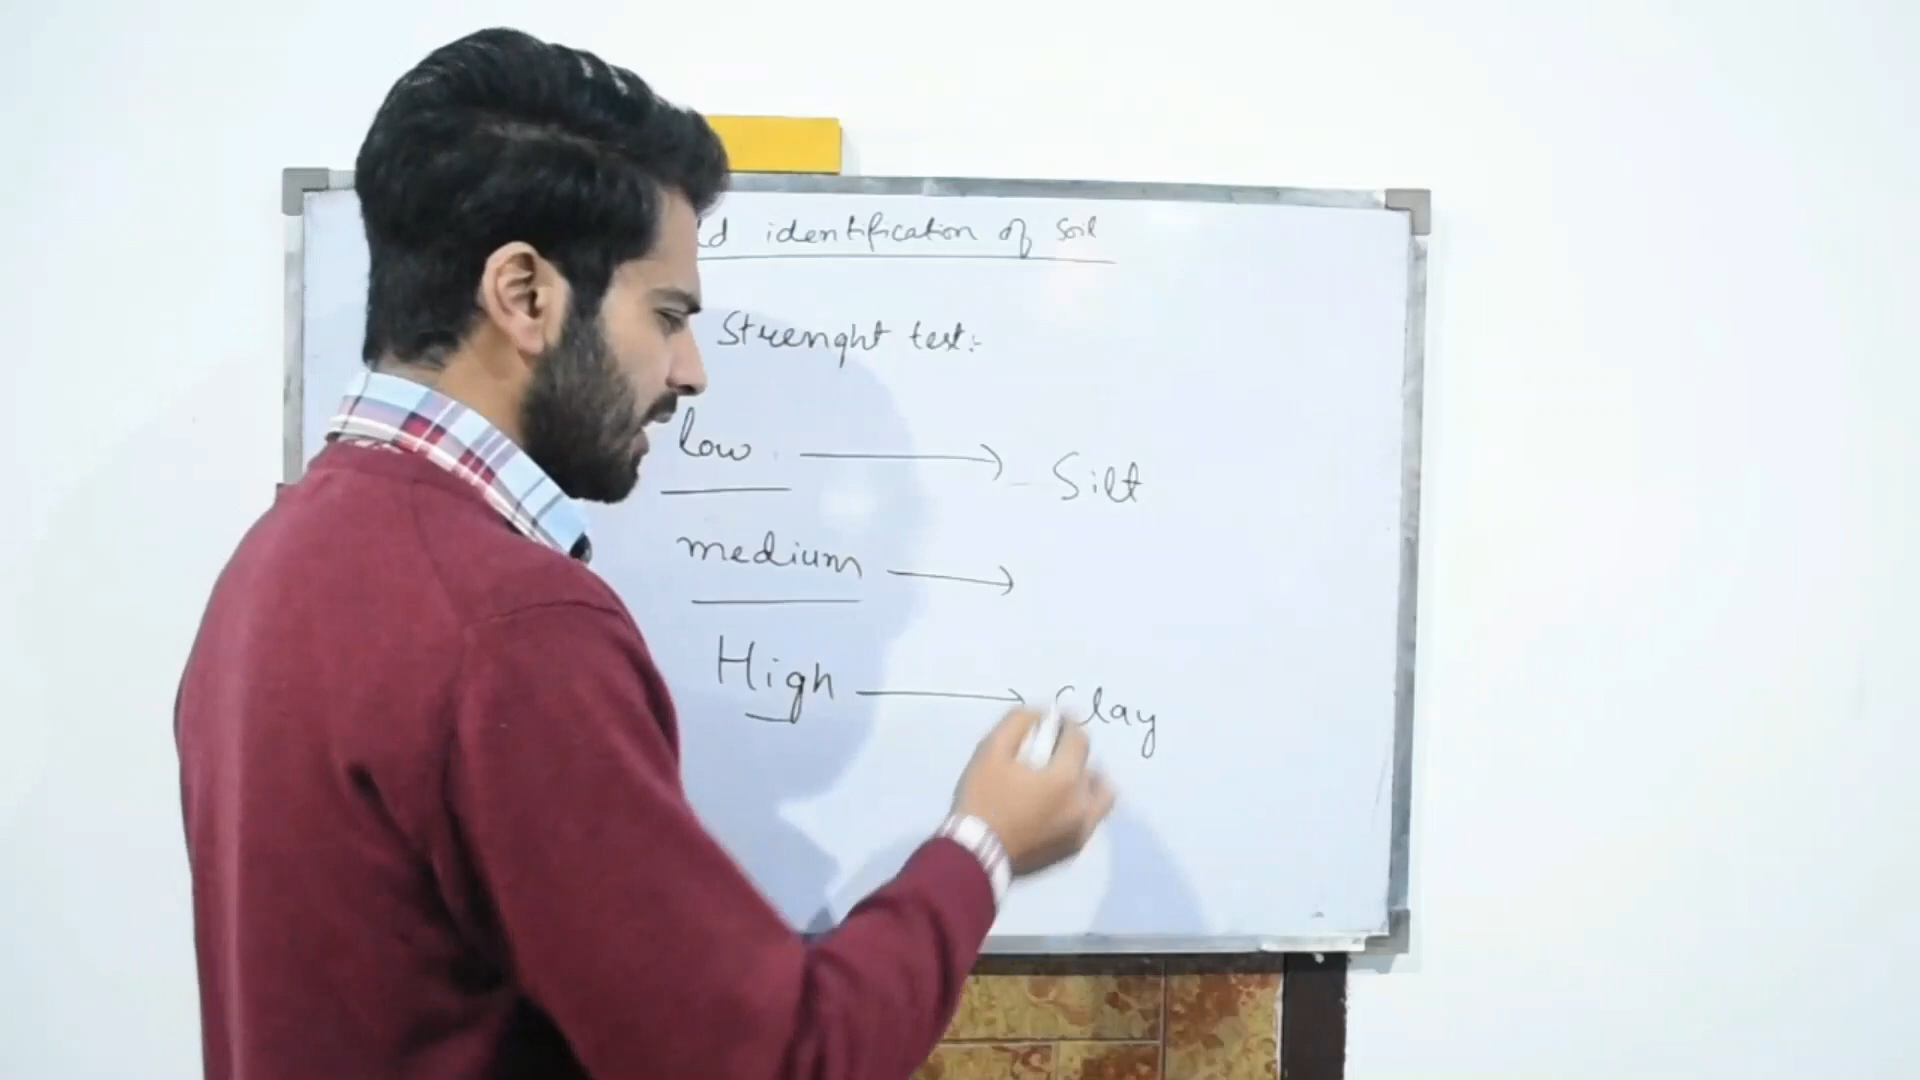 identification of Soil
Strenght test:-
low → Silt
medium →
High → Clay